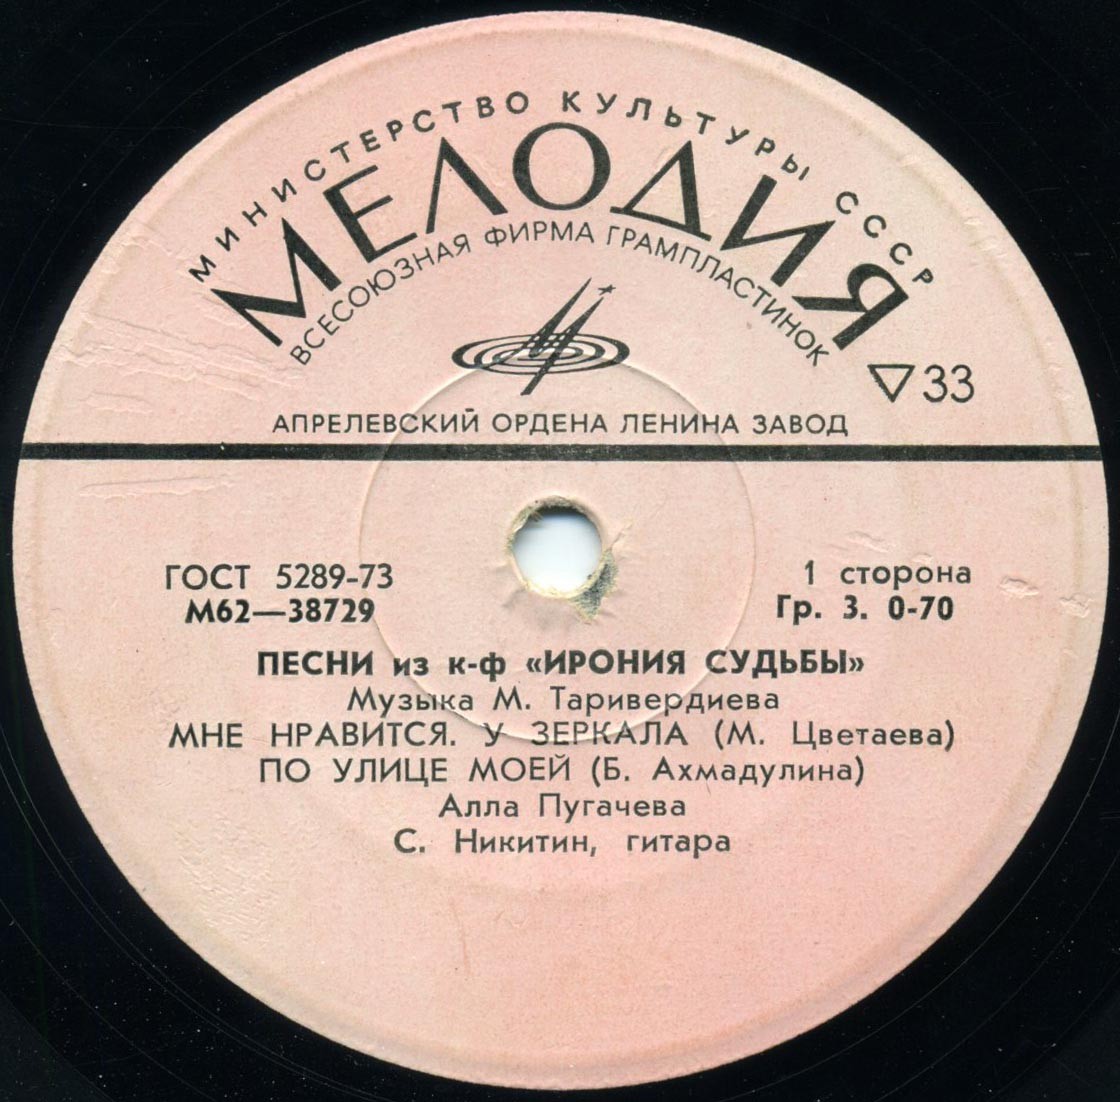 МИНИСТЕРСТВО КУЛЬТУРЫ СССР
МЕЛОДИЯ
ВСЕСОЮЗНАЯ ФИРМА ГРАМПЛАСТИНОК
33
АПРЕЛЕВСКИЙ ОРДЕНА ЛЕНИНА ЗАВОД
ГОСТ 5289-73 1 сторона
М62—38729 Гр. 3. 0-70
ПЕСНИ из к-ф «ИРОНИЯ СУДЬБЫ»
Музыка М. Таривердиева
МНЕ НРАВИТСЯ. У ЗЕРКАЛА (М. Цветаева)
ПО УЛИЦЕ МОЕЙ (Б. Ахмадулина)
Алла Пугачева
С. Никитин, гитара